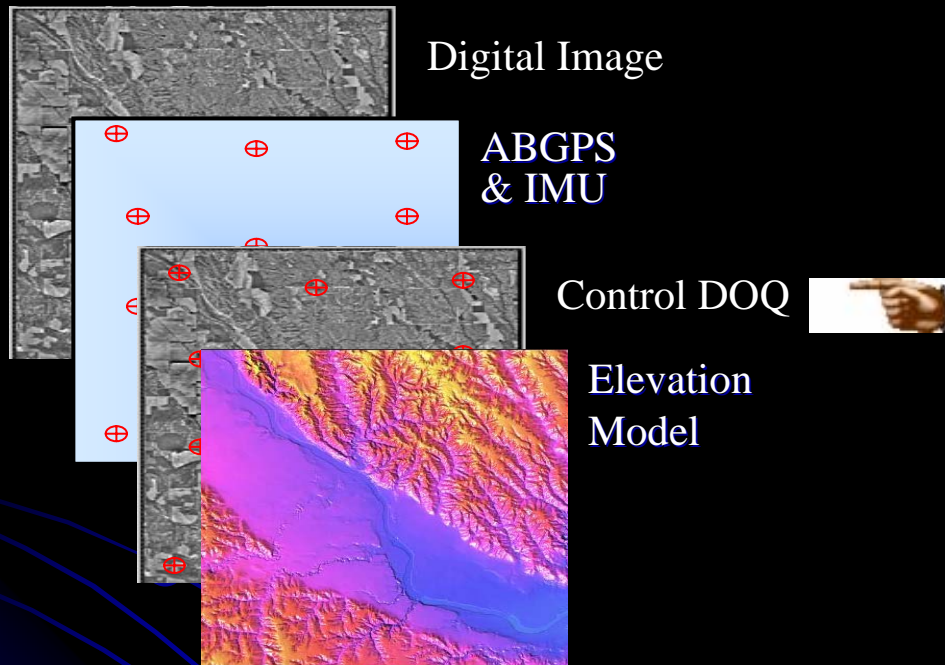 Digital Image
ABGPS
& IMU
Control DOQ
Elevation
Model